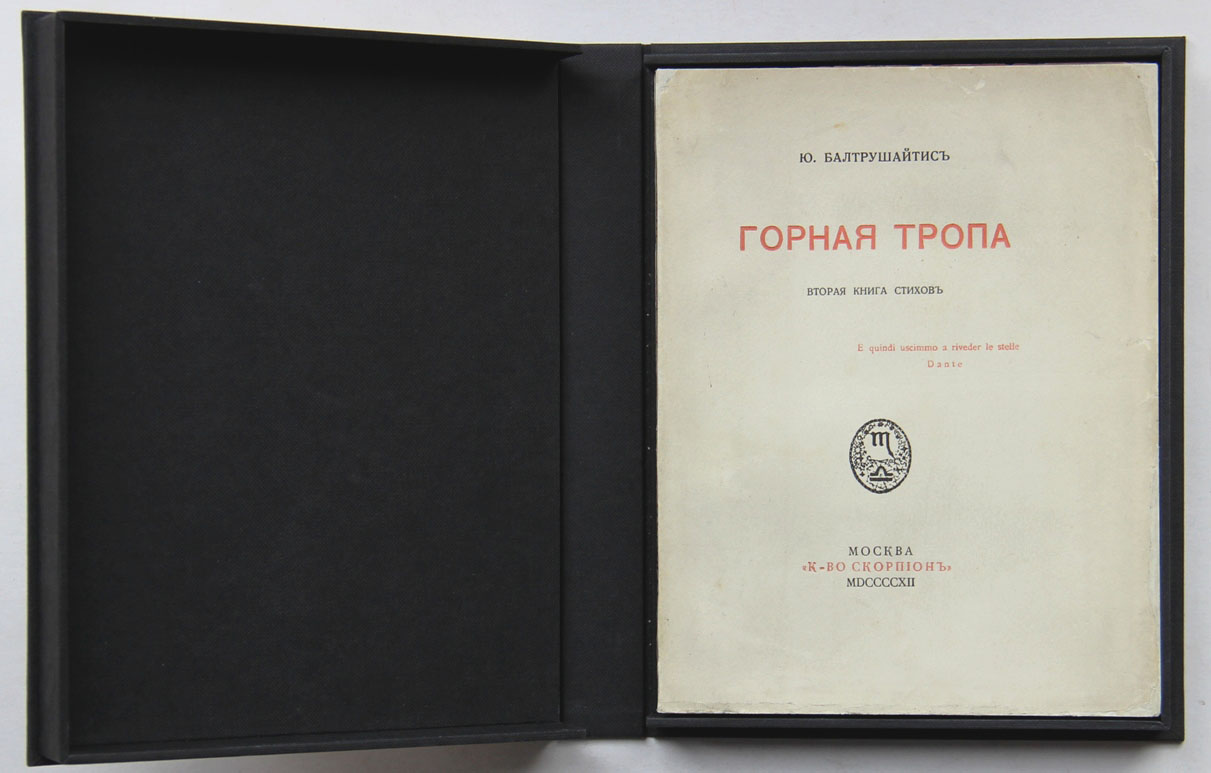 Ю. БАЛТРУШАЙТИСЪ
ГОРНАЯ ТРОПА
ВТОРАЯ КНИГА СТИХОВЪ
E quindi uscimmo a riveder le stelle
Dante
МОСКВА
«К-ВО СКОРПІОНЪ»
MDCCCCXII